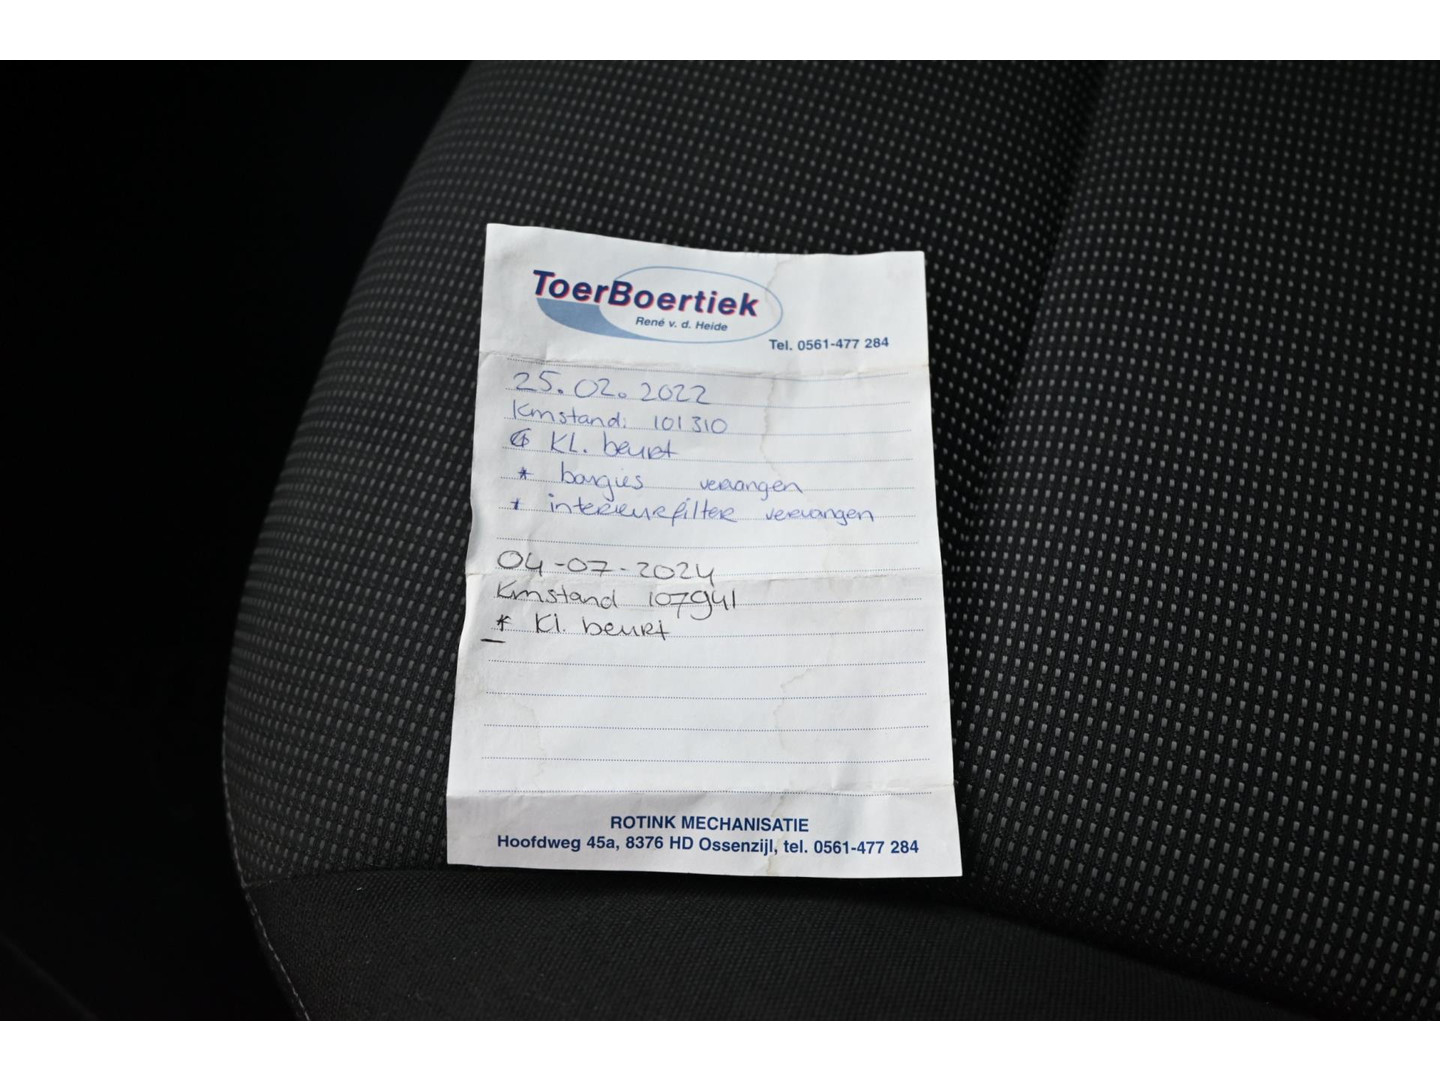 ToerBoertiek
René v. d. Heide
Tel. 0561-477 284
25.02.2022
Kmstand: 101310
* Kl. beurt
* bougies vervangen
* interieurfilter vervangen
04-07-2024
Kmstand 107941
* Kl. beurt
ROTINK MECHANISATIE
Hoofdweg 45a, 8376 HD Ossenzijl, tel. 0561-477 284